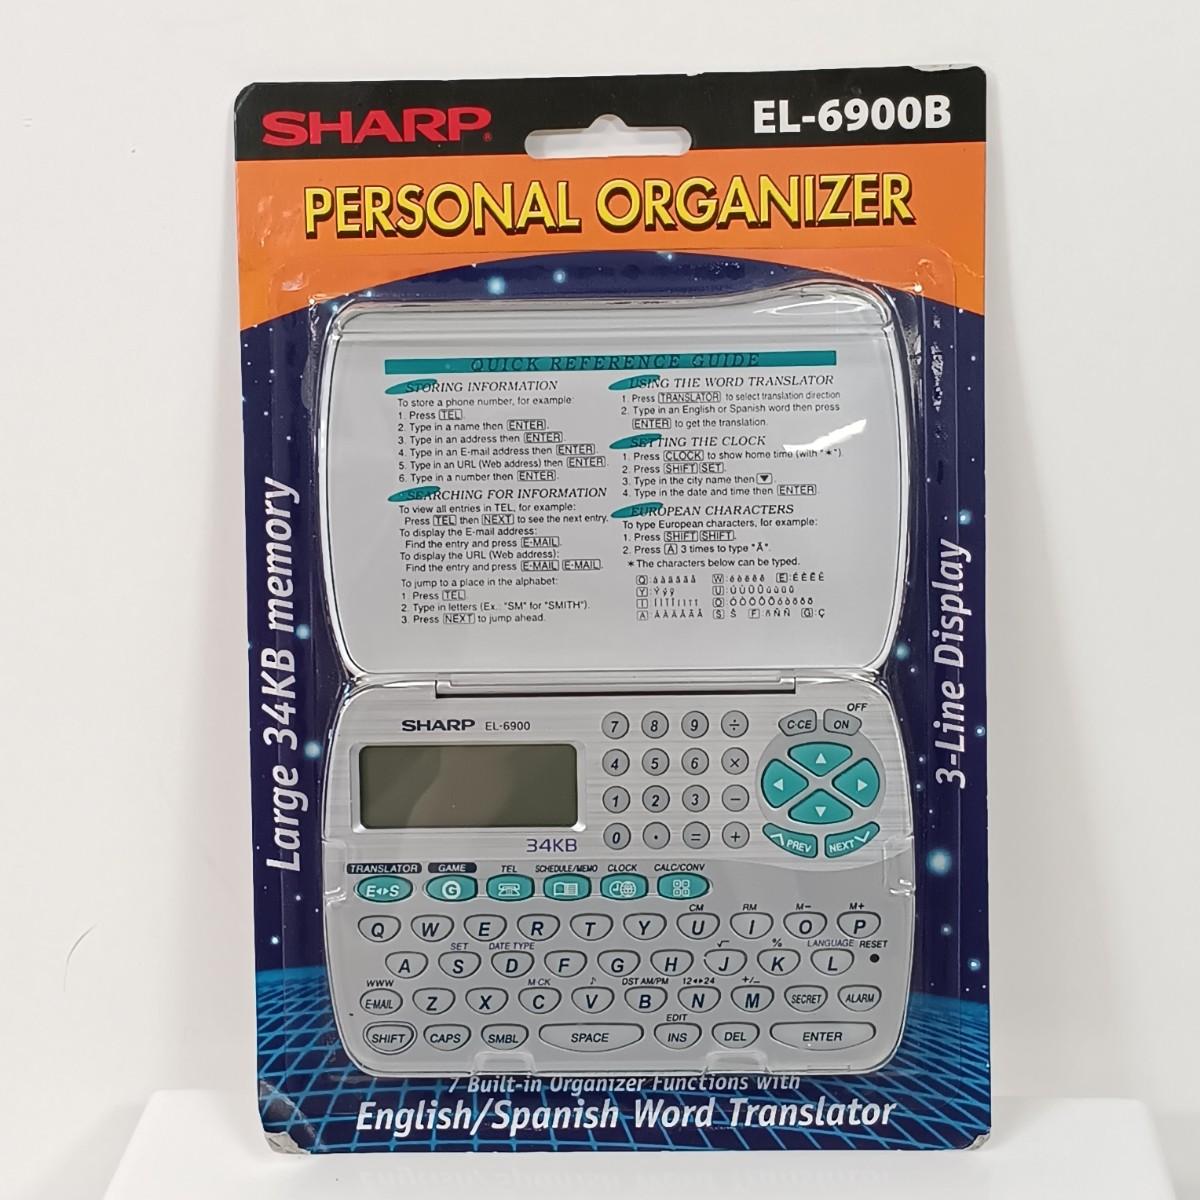 SHARP®
EL-6900B
PERSONAL ORGANIZER
Large 34KB memory
3-Line Display
QUICK REFERENCE GUIDE
STORING INFORMATION
To store a phone number, for example:
1. Press TEL.
2. Type in a name then ENTER.
3. Type in an address then ENTER.
4. Type in an E-mail address then ENTER.
5. Type in an URL (Web address) then ENTER.
6. Type in a number then ENTER.
SEARCHING FOR INFORMATION
To view all entries in TEL, for example:
Press TEL then NEXT to see the next entry.
To display the E-mail address:
Find the entry and press E-MAIL.
To display the URL (Web address):
Find the entry and press E-MAIL E-MAIL.
To jump to a place in the alphabet:
1. Press TEL.
2. Type in letters (Ex.: "SM" for "SMITH").
3. Press NEXT to jump ahead.
USING THE WORD TRANSLATOR
1. Press TRANSLATOR to select translation direction
2. Type in an English or Spanish word then press
ENTER to get the translation.
SETTING THE CLOCK
1. Press CLOCK to show home time (with "*").
2. Press SHIFT SET.
3. Type in the city name then ▼.
4. Type in the date and time then ENTER.
EUROPEAN CHARACTERS
To type European characters, for example:
1. Press SHIFT SHIFT.
2. Press A 3 times to type "Ã".
* The characters below can be typed.
SHARP EL-6900
34KB
7 8 9 ÷
4 5 6 ×
1 2 3 −
0 · = +
OFF
C·CE ON
▲
◀ ▶
▼
PREV NEXT
TRANSLATOR GAME TEL SCHEDULE/MEMO CLOCK CALC/CONV
E◂▸S G
CM RM M− M+
Q W E R T Y U I O P
SET DATE TYPE √ % LANGUAGE RESET
A S D F G H J K L
WWW M CK ♪ DST AM/PM 12◂▸24 +/−
E-MAIL Z X C V B N M SECRET ALARM
EDIT
SHIFT CAPS SMBL SPACE INS DEL ENTER
7 Built-in Organizer Functions with
English/Spanish Word Translator